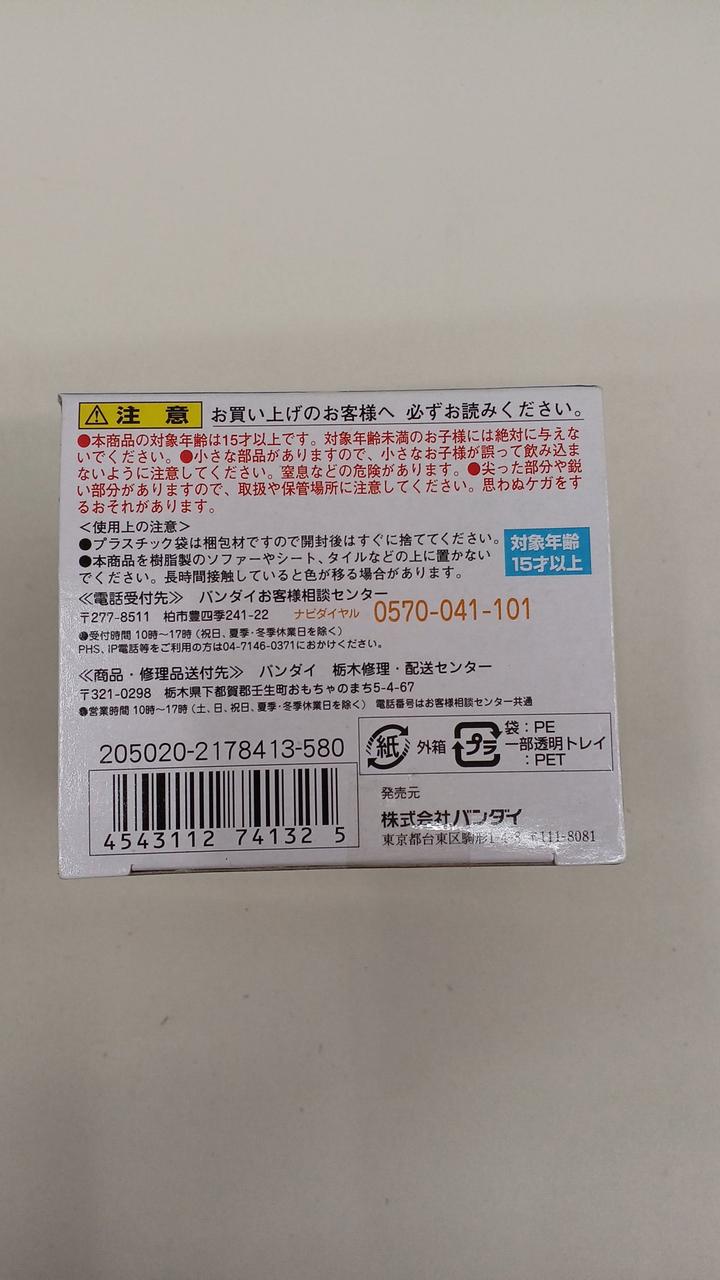 注 意 お買い上げのお客様へ 必ずお読みください。
●本商品の対象年齢は15才以上です。対象年齢未満のお子様には絶対に与えな
いでください。●小さな部品がありますので、小さなお子様が誤って飲み込ま
ないように注意してください。窒息などの危険があります。●尖った部分や鋭
い部分がありますので、取扱や保管場所に注意してください。思わぬケガをす
るおそれがあります。
＜使用上の注意＞
●プラスチック袋は梱包材ですので開封後はすぐに捨ててください。
●本商品を樹脂製のソファーやシート、タイルなどの上に置かない
でください。長時間接触していると色が移る場合があります。
対象年齢
15才以上
≪電話受付先≫ バンダイお客様相談センター
〒277-8511 柏市豊四季241-22 ナビダイヤル 0570-041-101
●受付時間 10時～17時（祝日、夏季・冬季休業日を除く）
PHS、IP電話等をご利用の方は04-7146-0371におかけください。
≪商品・修理品送付先≫ バンダイ 栃木修理・配送センター
〒321-0298 栃木県下都賀郡壬生町おもちゃのまち5-4-67
●営業時間 10時～17時（土、日、祝日、夏季・冬季休業日を除く） 電話番号はお客様相談センター共通
205020-2178413-580
紙 外箱 プラ 袋：PE
一部透明トレイ
：PET
4543112 74132 5
発売元
株式会社バンダイ
東京都台東区駒形1-4-8 〒111-8081